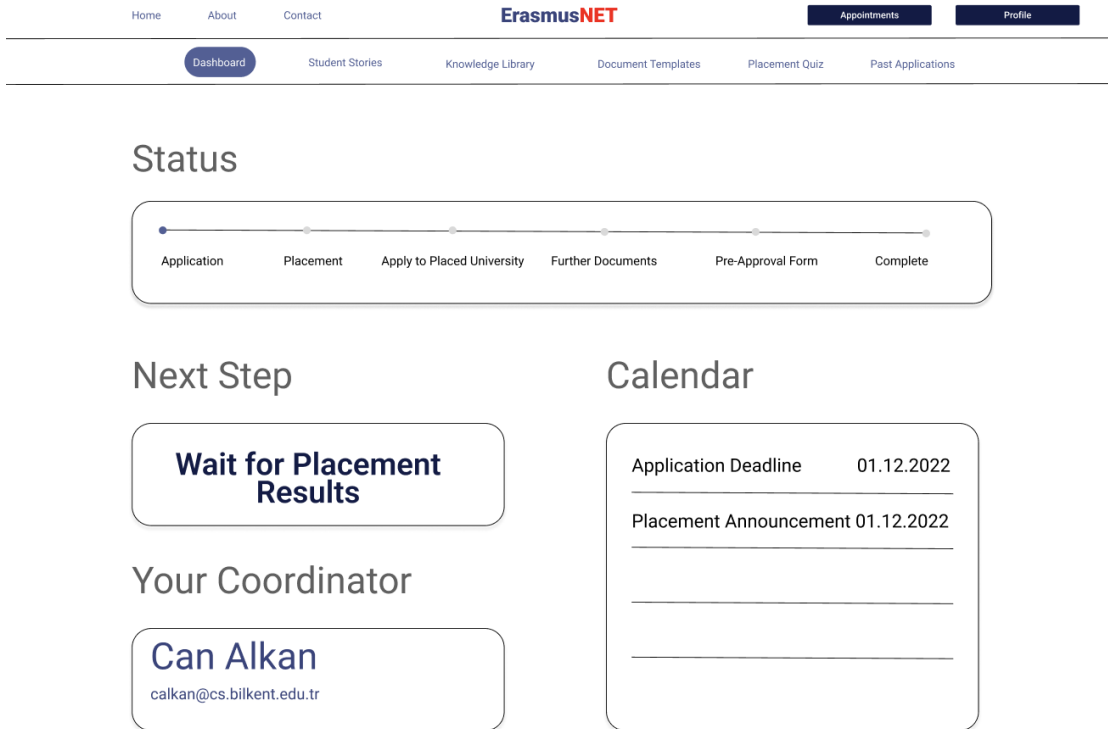 Home About Contact ErasmusNET Appointments Profile
Dashboard Student Stories Knowledge Library Document Templates Placement Quiz Past Applications
Status
Application Placement Apply to Placed University Further Documents Pre-Approval Form Complete
Next Step
Wait for Placement
Results
Calendar
Application Deadline 01.12.2022
Placement Announcement 01.12.2022
Your Coordinator
Can Alkan
calkan@cs.bilkent.edu.tr